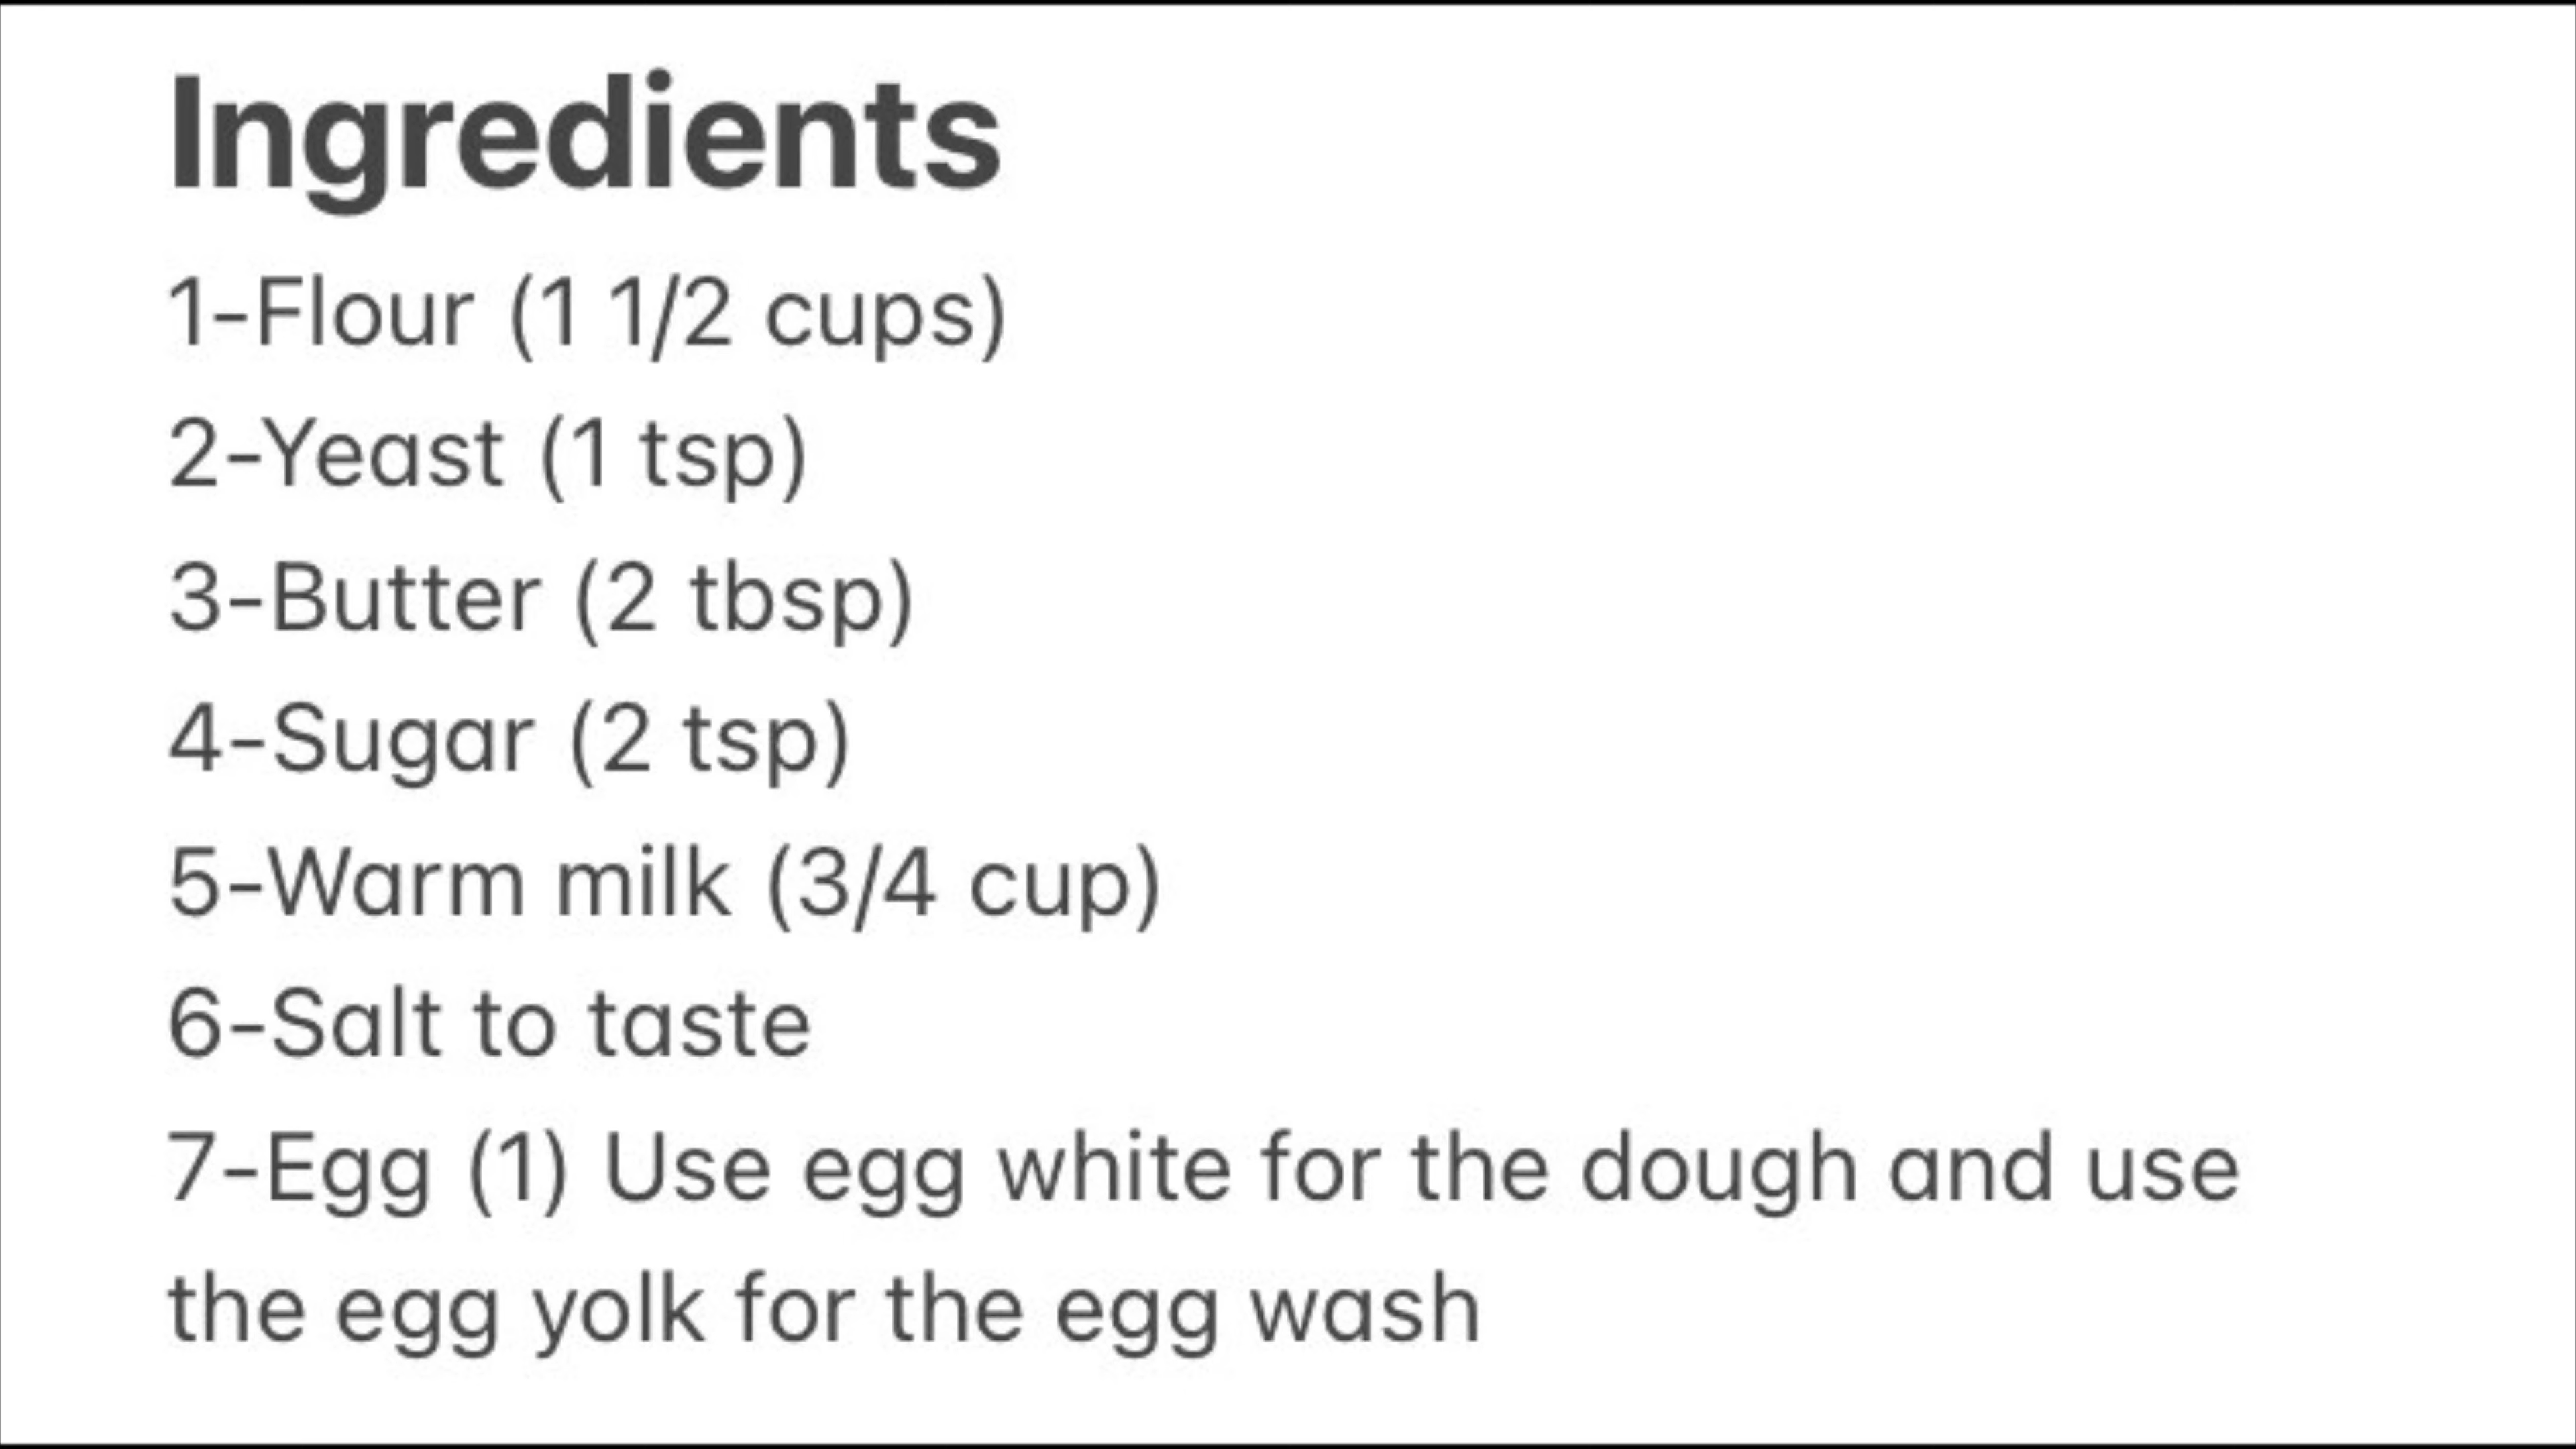 Ingredients
1-Flour (1 1/2 cups)
2-Yeast (1 tsp)
3-Butter (2 tbsp)
4-Sugar (2 tsp)
5-Warm milk (3/4 cup)
6-Salt to taste
7-Egg (1) Use egg white for the dough and use
the egg yolk for the egg wash